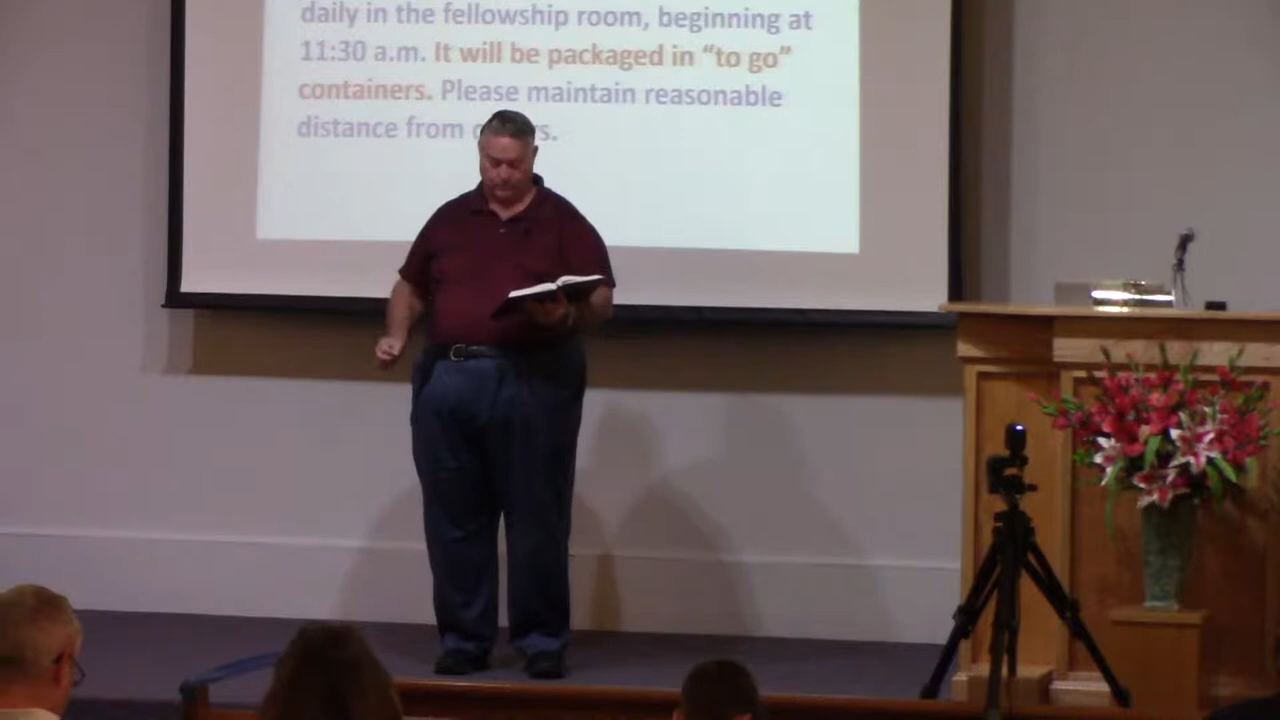 daily in the fellowship room, beginning at
11:30 a.m. It will be packaged in “to go”
containers. Please maintain reasonable
distance from